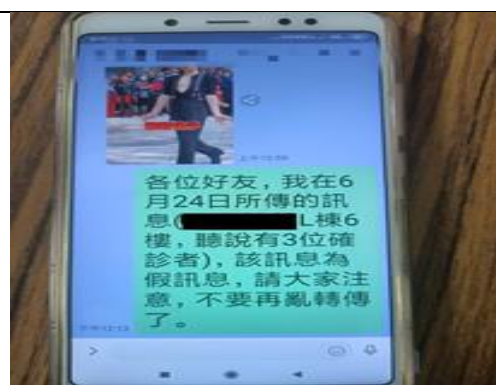 各位好友，我在6
月24日所傳的訊
息(L棟6
樓，聽說有3位確
診者)，該訊息為
假訊息，請大家注
意，不要再亂轉傳
了。